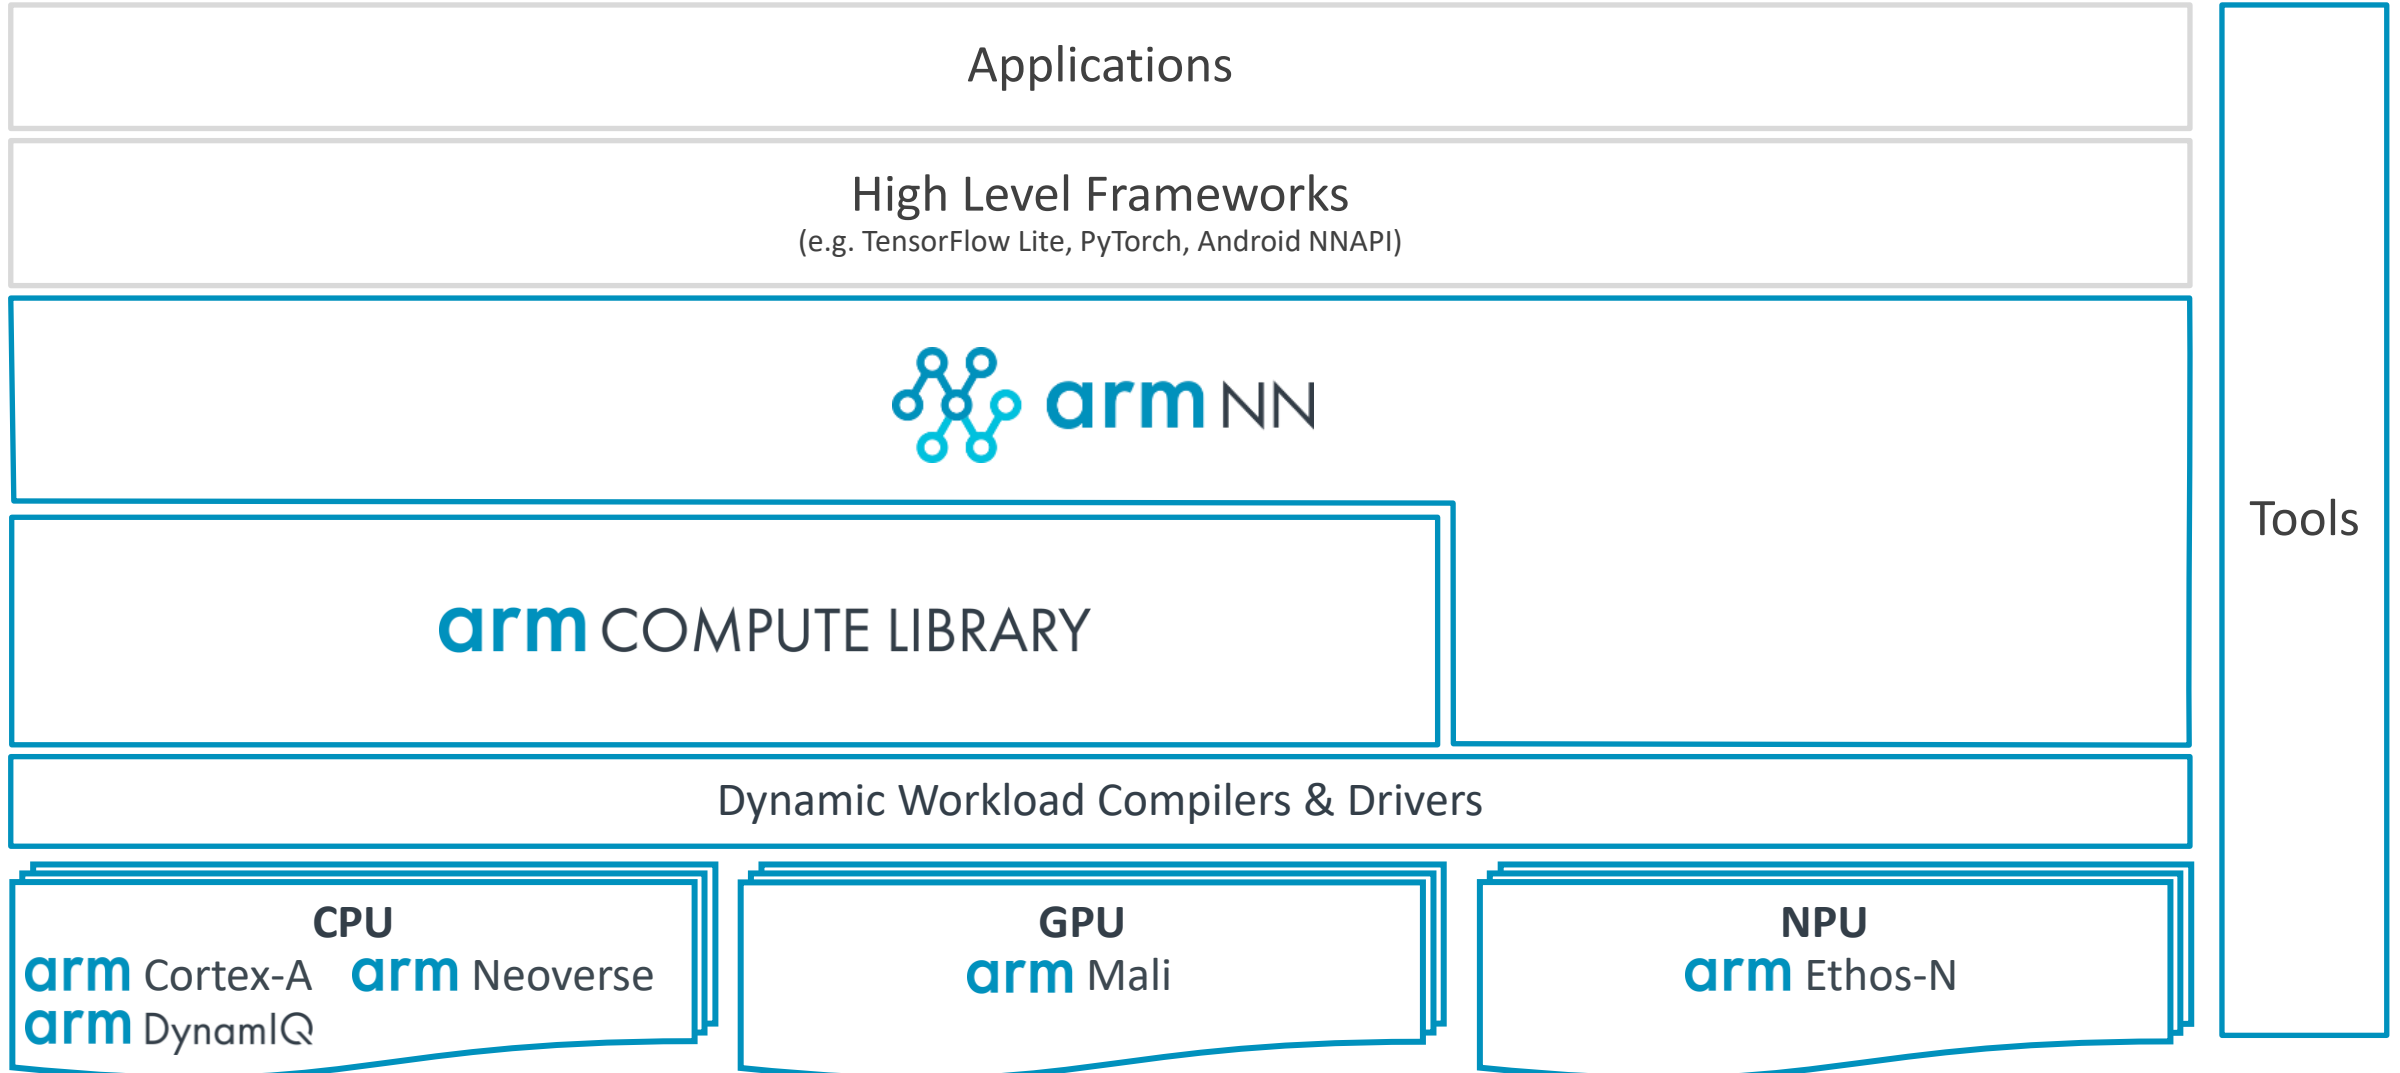 Applications
High Level Frameworks
(e.g. TensorFlow Lite, PyTorch, Android NNAPI)
arm NN
Tools
arm COMPUTE LIBRARY
Dynamic Workload Compilers & Drivers
CPU
arm Cortex-A arm Neoverse
arm DynamIQ
GPU
arm Mali
NPU
arm Ethos-N